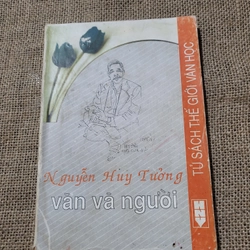 Nguyễn Huy Tưởng
văn và người
TỦ SÁCH THẾ GIỚI VĂN HỌC